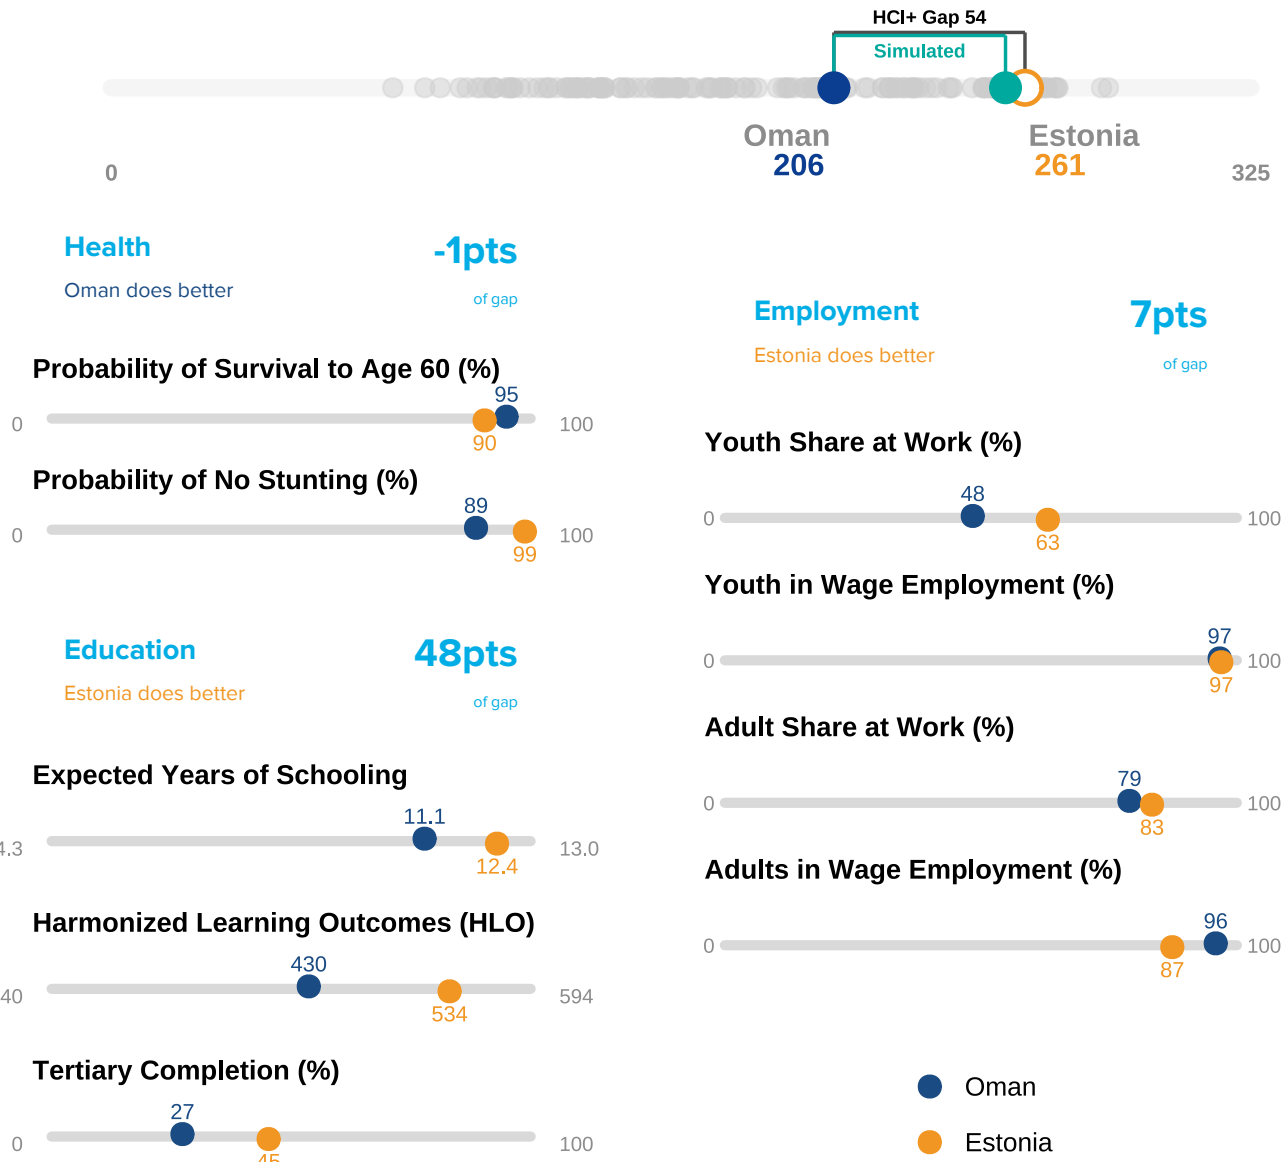 HCI+ Gap 54
Simulated
Oman
206
Estonia
261
0
325
Health
-1pts
Oman does better
of gap
Probability of Survival to Age 60 (%)
95
0
100
90
Probability of No Stunting (%)
89
0
100
99
Education
48pts
Estonia does better
of gap
Expected Years of Schooling
11.1
4.3
13.0
12.4
Harmonized Learning Outcomes (HLO)
430
40
594
534
Tertiary Completion (%)
27
0
100
45
Employment
7pts
Estonia does better
of gap
Youth Share at Work (%)
48
0
100
63
Youth in Wage Employment (%)
97
0
100
97
Adult Share at Work (%)
79
0
100
83
Adults in Wage Employment (%)
96
0
100
87
Oman
Estonia